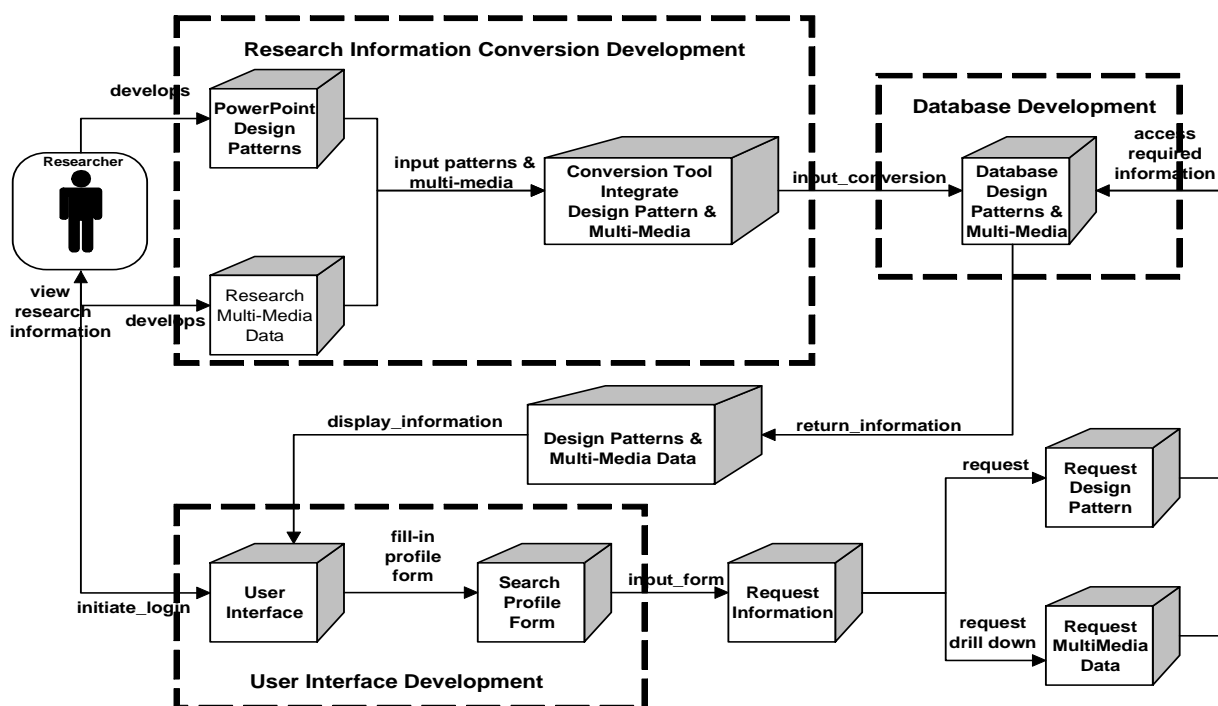 Research Information Conversion Development
develops
PowerPoint
Design
Patterns
Researcher
input patterns &
multi-media
Conversion Tool
Integrate
Design Pattern &
Multi-Media
input_conversion
Database Development
Database
Design
Patterns &
Multi-Media
access
required
information
view
research
information
develops
Research
Multi-Media
Data
display_information
Design Patterns &
Multi-Media Data
return_information
initiate_login
User
Interface
fill-in
profile
form
Search
Profile
Form
input_form
Request
Information
request
Request
Design
Pattern
request
drill down
Request
MultiMedia
Data
User Interface Development